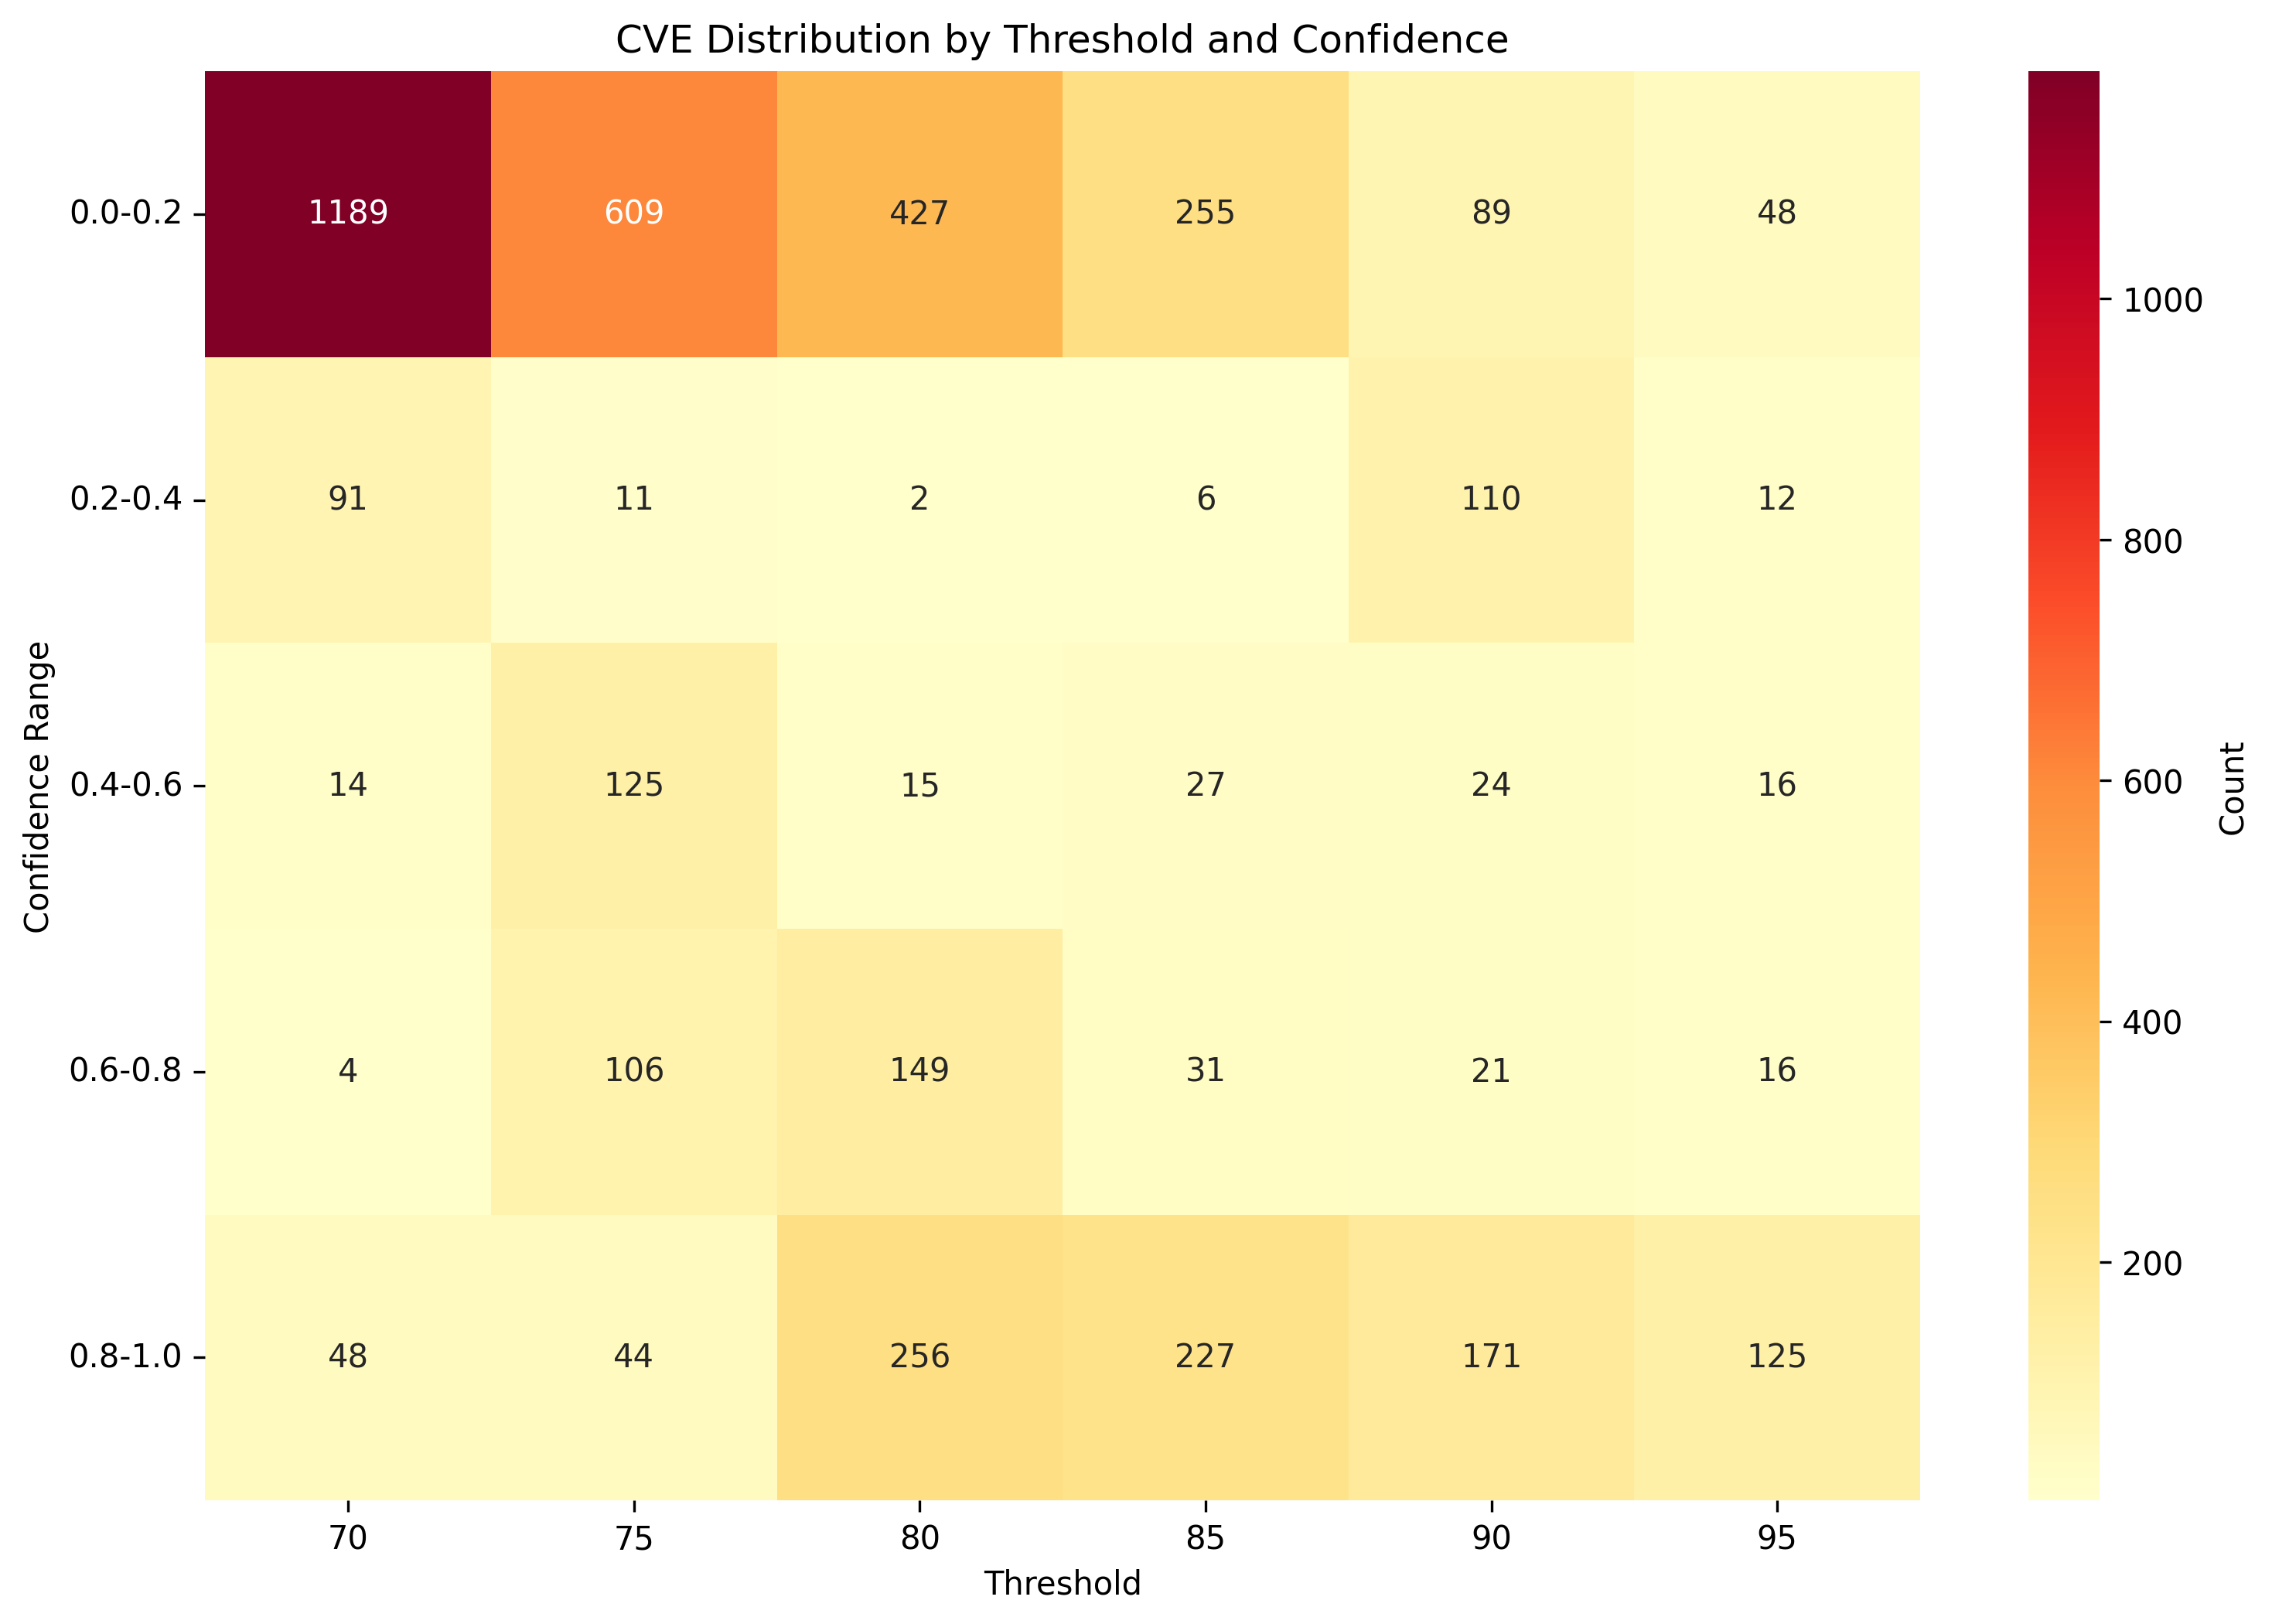 CVE Distribution by Threshold and Confidence
Confidence Range
0.0-0.2 1189 609 427 255 89 48
0.2-0.4 91 11 2 6 110 12
0.4-0.6 14 125 15 27 24 16
0.6-0.8 4 106 149 31 21 16
0.8-1.0 48 44 256 227 171 125
70 75 80 85 90 95
Threshold
1000
800
600
400
200
Count